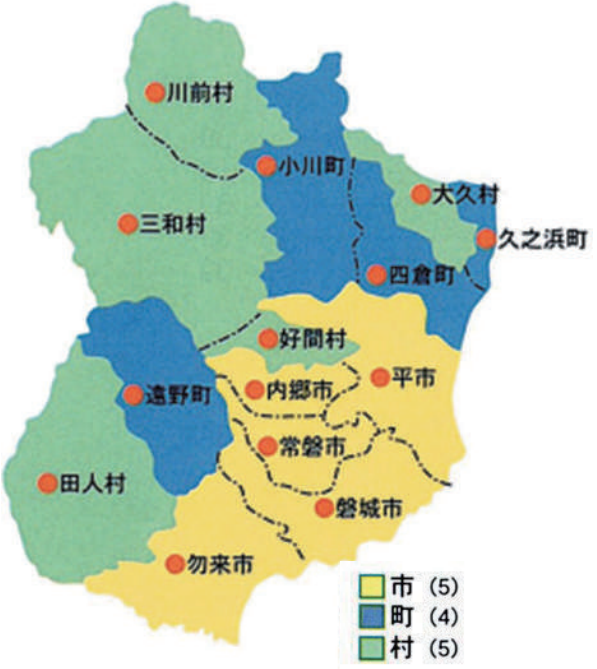 川前村
小川町
大久村
三和村
久之浜町
四倉町
好間村
平市
内郷市
遠野町
常磐市
田人村
磐城市
勿来市
市 (5)
町 (4)
村 (5)